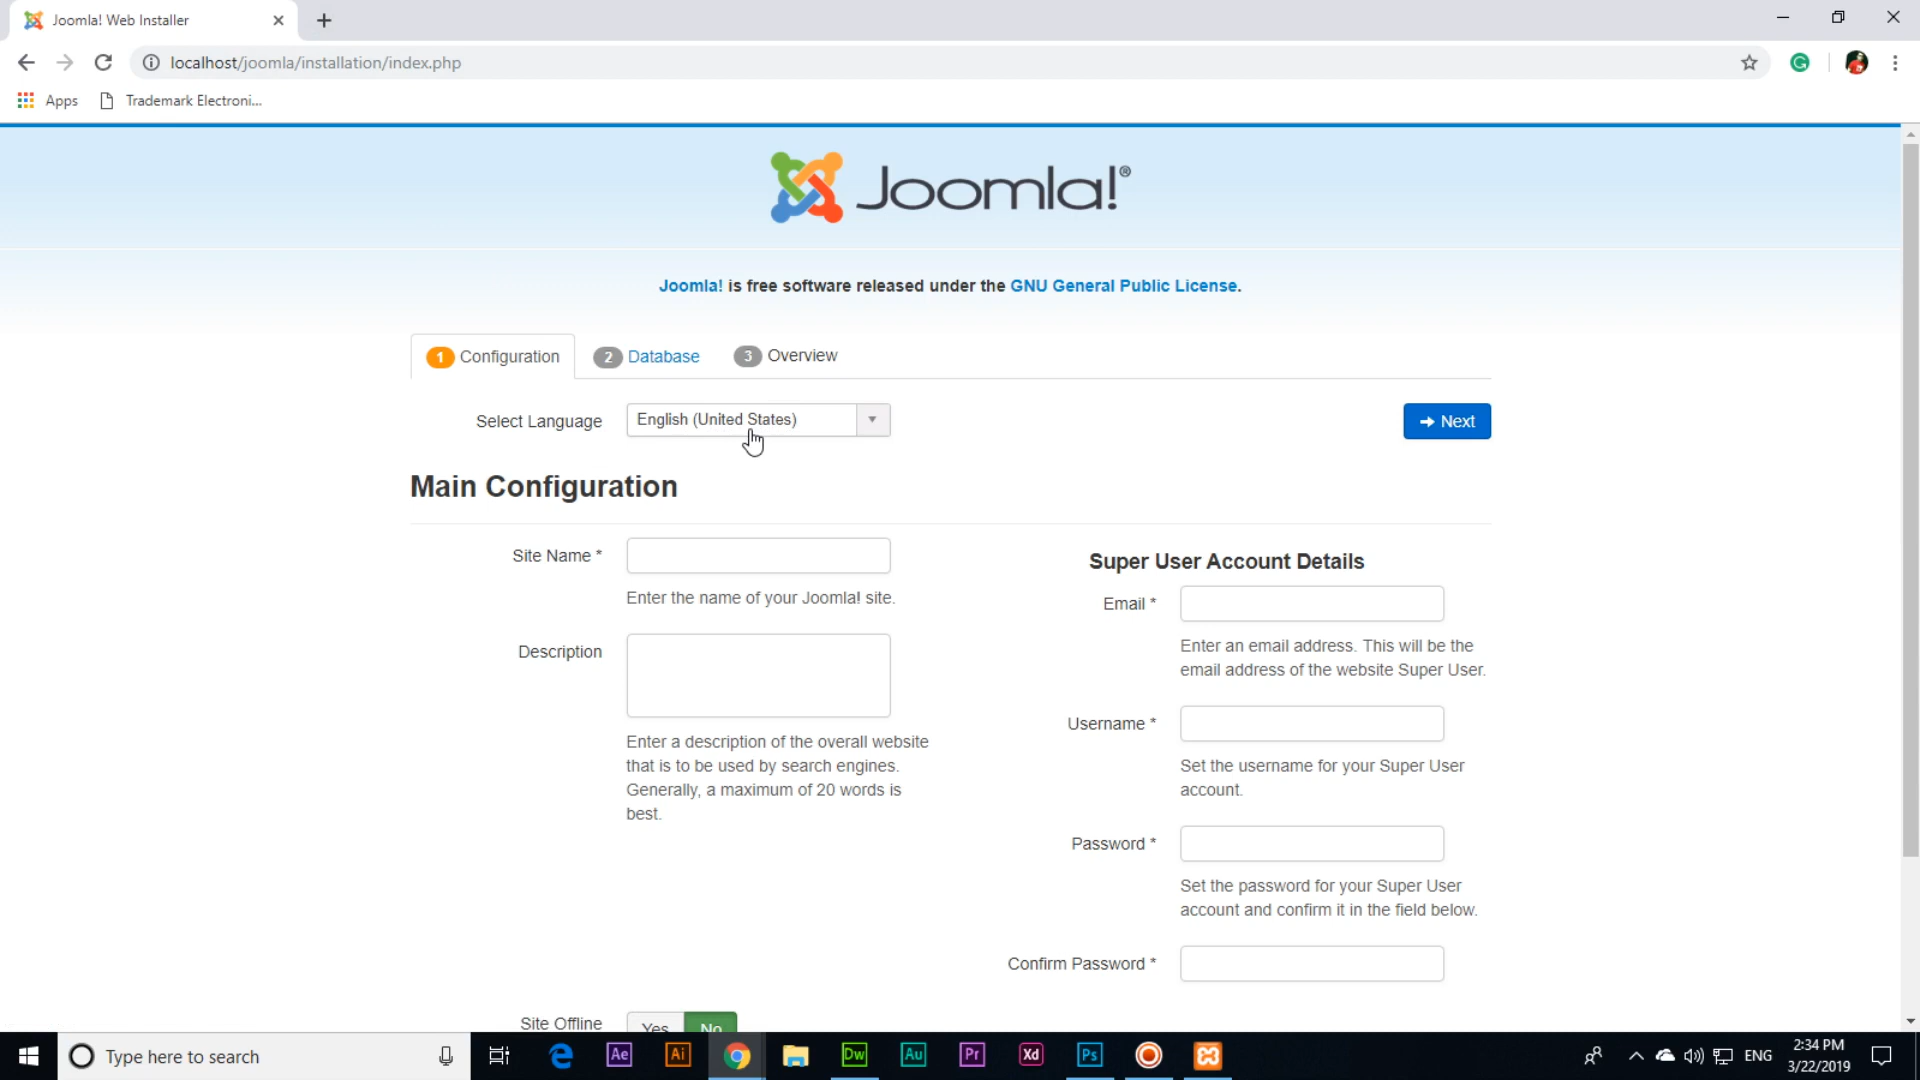 Joomla! Web Installer
localhost/joomla/installation/index.php
Apps
Trademark Electroni...
Joomla!®
Joomla! is free software released under the GNU General Public License.
1 Configuration
2 Database
3 Overview
Select Language
English (United States)
Next
Main Configuration
Site Name *
Enter the name of your Joomla! site.
Description
Enter a description of the overall website
that is to be used by search engines.
Generally, a maximum of 20 words is
best.
Super User Account Details
Email *
Enter an email address. This will be the
email address of the website Super User.
Username *
Set the username for your Super User
account.
Password *
Set the password for your Super User
account and confirm it in the field below.
Confirm Password *
Site Offline
Yes
No
Type here to search
Ae
Ai
Dw
Au
Pr
Xd
Ps
ENG
2:34 PM
3/22/2019